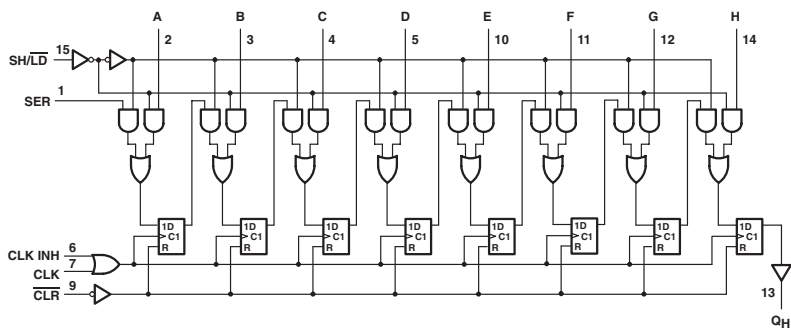 A B C D E F G H
SH/LD 15 2 3 4 5 10 11 12 14
SER 1
1D 1D 1D 1D 1D 1D 1D 1D
C1 C1 C1 C1 C1 C1 C1 C1
R R R R R R R R
CLK INH 6
CLK 7
CLR 9
13
QH